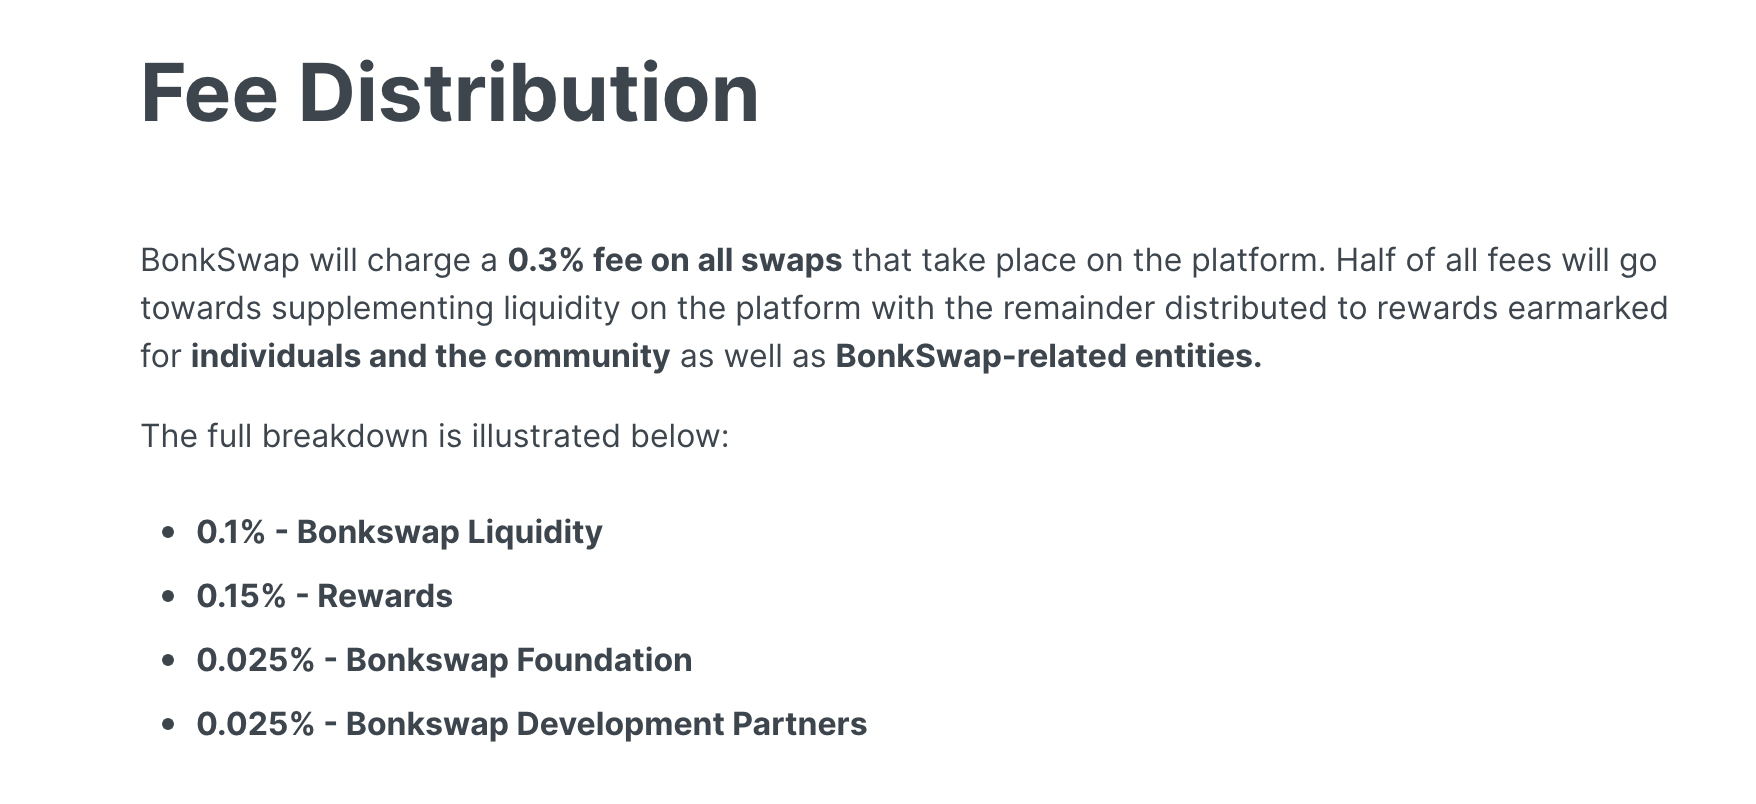 Fee Distribution
BonkSwap will charge a 0.3% fee on all swaps that take place on the platform. Half of all fees will go
towards supplementing liquidity on the platform with the remainder distributed to rewards earmarked
for individuals and the community as well as BonkSwap-related entities.
The full breakdown is illustrated below:
• 0.1% - Bonkswap Liquidity
• 0.15% - Rewards
• 0.025% - Bonkswap Foundation
• 0.025% - Bonkswap Development Partners